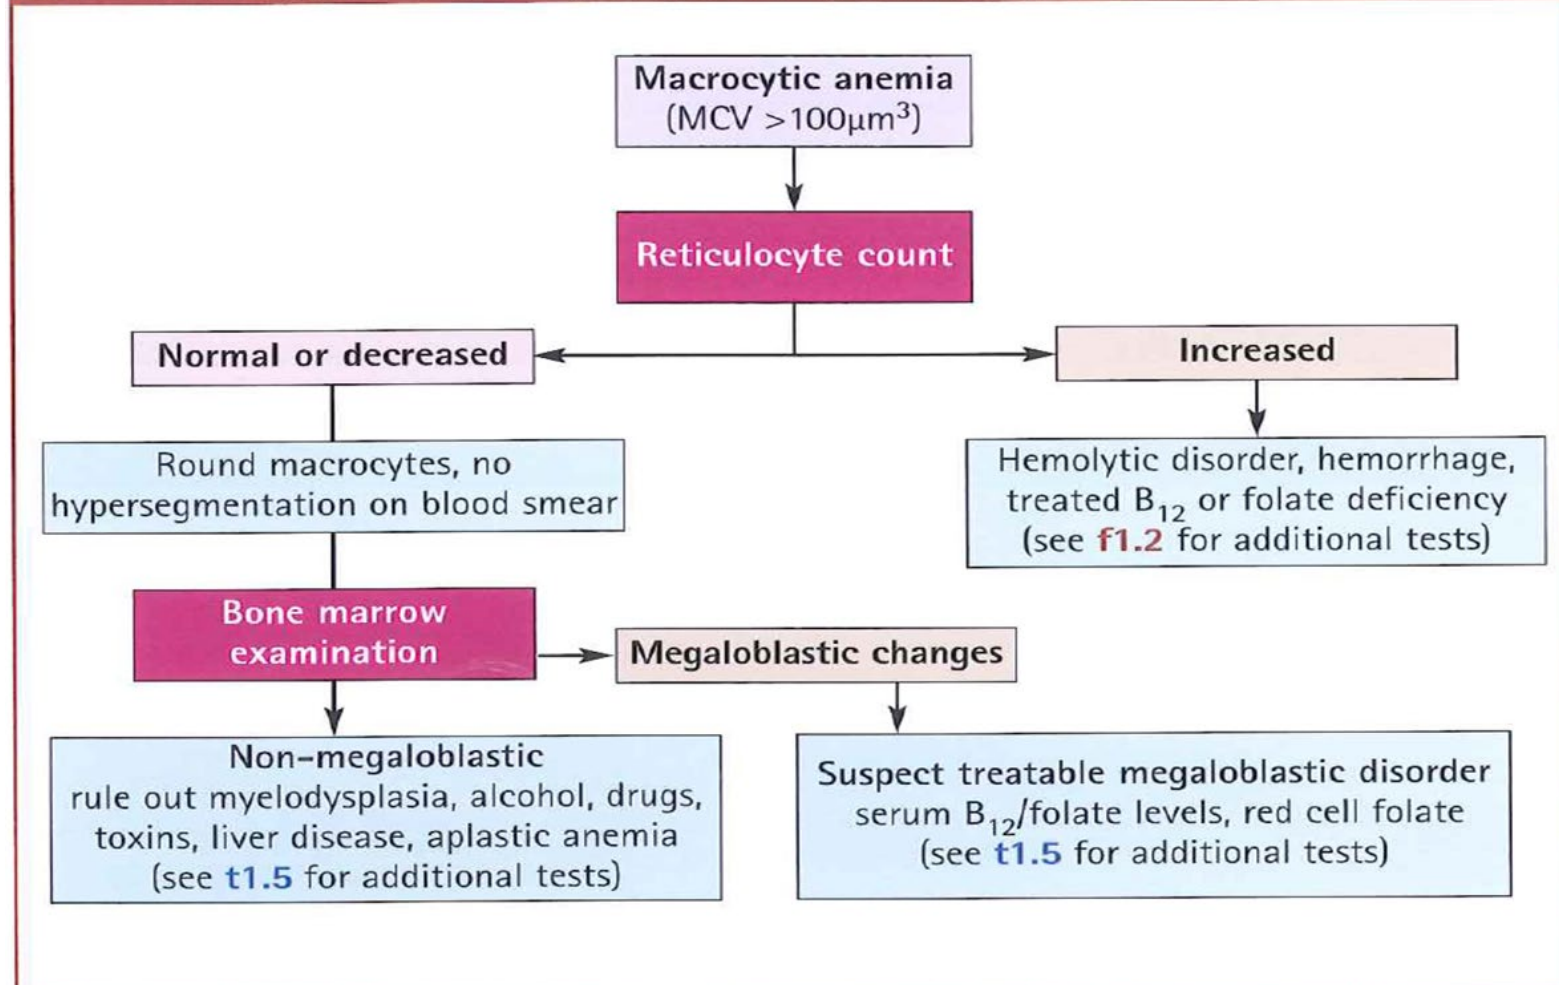 Macrocytic anemia
(MCV >100μm³)
Reticulocyte count
Normal or decreased
Increased
Round macrocytes, no
hypersegmentation on blood smear
Hemolytic disorder, hemorrhage,
treated B₁₂ or folate deficiency
(see f1.2 for additional tests)
Bone marrow
examination
Megaloblastic changes
Non-megaloblastic
rule out myelodysplasia, alcohol, drugs,
toxins, liver disease, aplastic anemia
(see t1.5 for additional tests)
Suspect treatable megaloblastic disorder
serum B₁₂/folate levels, red cell folate
(see t1.5 for additional tests)